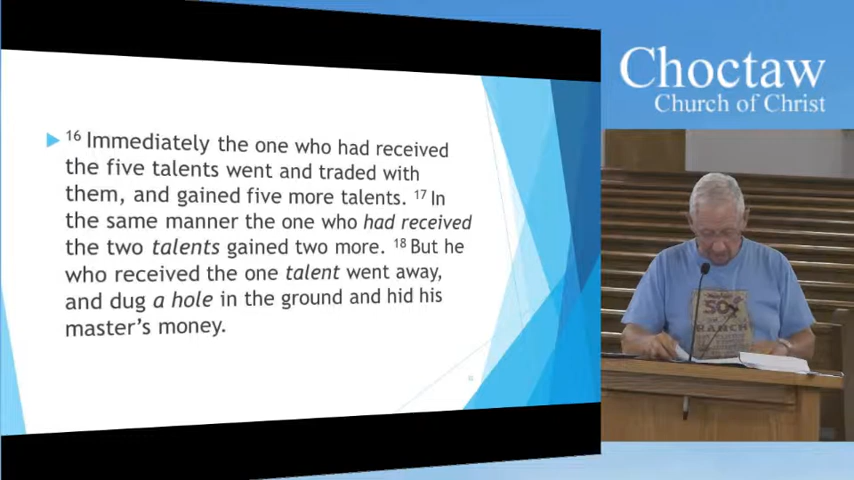 Choctaw
Church of Christ
16 Immediately the one who had received
the five talents went and traded with
them, and gained five more talents. 17 In
the same manner the one who had received
the two talents gained two more. 18 But he
who received the one talent went away,
and dug a hole in the ground and hid his
master's money.
RANCH